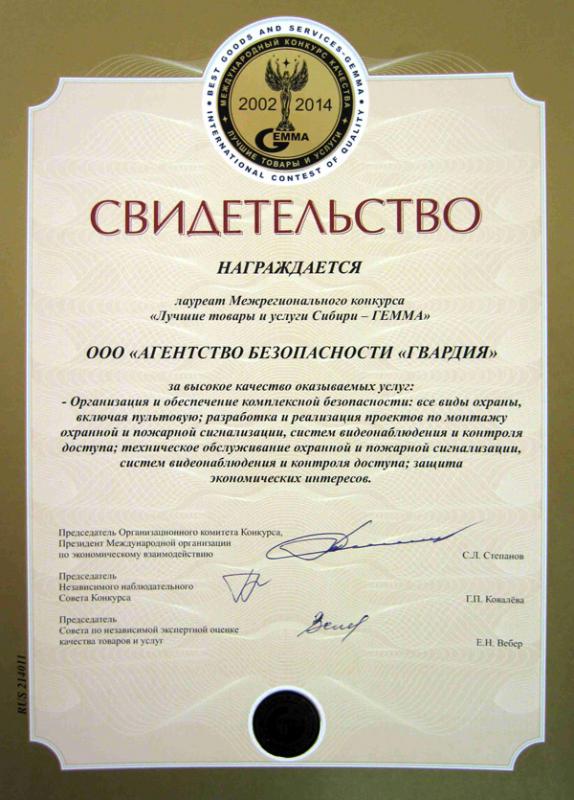 BEST GOODS AND SERVICES-GEMMA
INTERNATIONAL CONTEST OF QUALITY
МЕЖДУНАРОДНЫЙ КОНКУРС КАЧЕСТВА
2002 2014
GEMMA
ЛУЧШИЕ ТОВАРЫ И УСЛУГИ
СВИДЕТЕЛЬСТВО
НАГРАЖДАЕТСЯ
лауреат Межрегионального конкурса
«Лучшие товары и услуги Сибири – ГЕММА»
ООО «АГЕНТСТВО БЕЗОПАСНОСТИ «ГВАРДИЯ»
за высокое качество оказываемых услуг:
- Организация и обеспечение комплексной безопасности: все виды охраны,
включая пультовую; разработка и реализация проектов по монтажу
охранной и пожарной сигнализации, систем видеонаблюдения и контроля
доступа; техническое обслуживание охранной и пожарной сигнализации,
систем видеонаблюдения и контроля доступа; защита
экономических интересов.
Председатель Организационного комитета Конкурса,
Президент Международной организации
по экономическому взаимодействию
С.Л. Степанов
Председатель
Независимого наблюдательного
Совета Конкурса
Г.П. Ковалёва
Председатель
Совета по независимой экспертной оценке
качества товаров и услуг
Е.Н. Вебер
RUS 214011